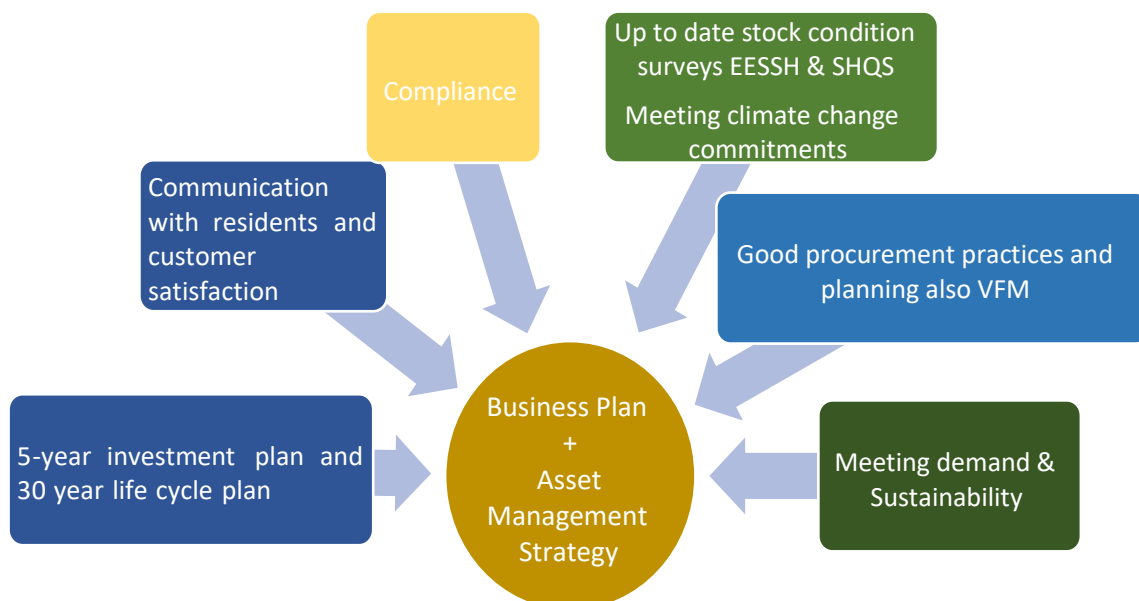 Compliance
Up to date stock condition
surveys EESSH & SHQS
Meeting climate change
commitments
Communication
with residents and
customer
satisfaction
Good procurement practices and
planning also VFM
5-year investment plan and
30 year life cycle plan
Business Plan
+
Asset
Management
Strategy
Meeting demand &
Sustainability